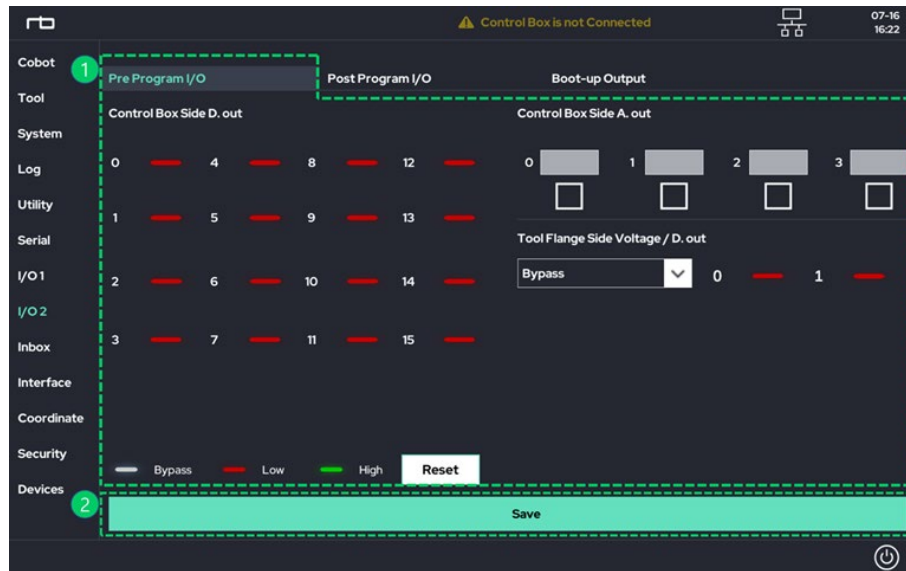 rb
Control Box is not Connected
07-16
16:22
Cobot
Tool
System
Log
Utility
Serial
I/O 1
I/O 2
Inbox
Interface
Coordinate
Security
Devices
1
Pre Program I/O
Post Program I/O
Boot-up Output
Control Box Side D. out
0 4 8 12
1 5 9 13
2 6 10 14
3 7 11 15
Bypass Low High Reset
Control Box Side A. out
0 1 2 3
Tool Flange Side Voltage / D. out
Bypass 0 1
2
Save